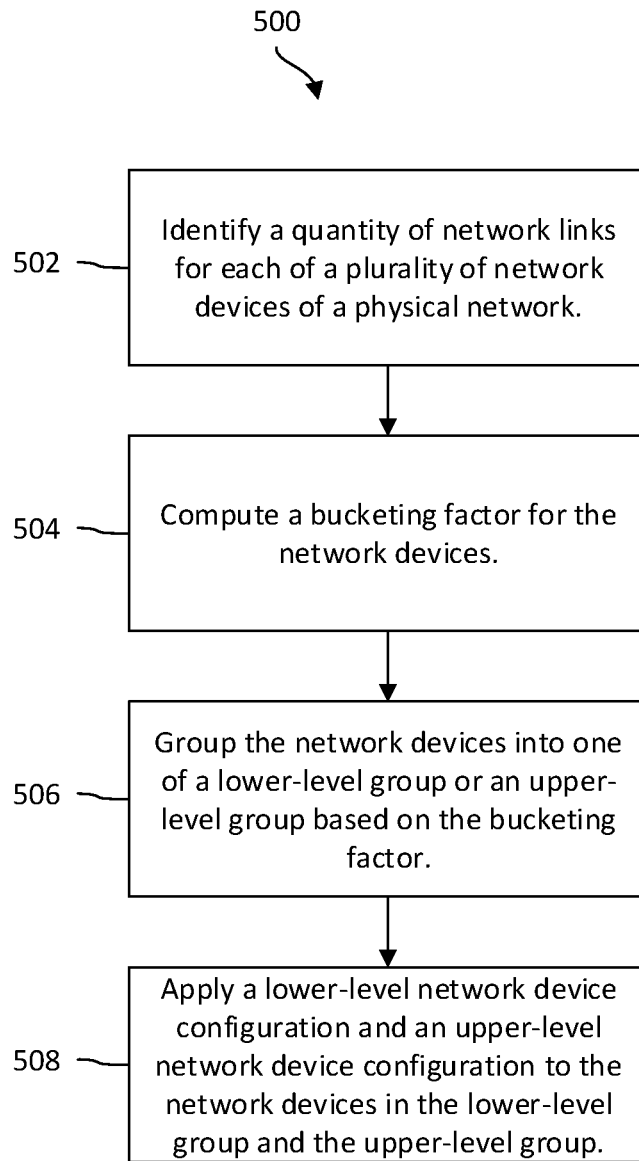 500
502
Identify a quantity of network links
for each of a plurality of network
devices of a physical network.
504
Compute a bucketing factor for the
network devices.
506
Group the network devices into one
of a lower-level group or an upper-
level group based on the bucketing
factor.
508
Apply a lower-level network device
configuration and an upper-level
network device configuration to the
network devices in the lower-level
group and the upper-level group.